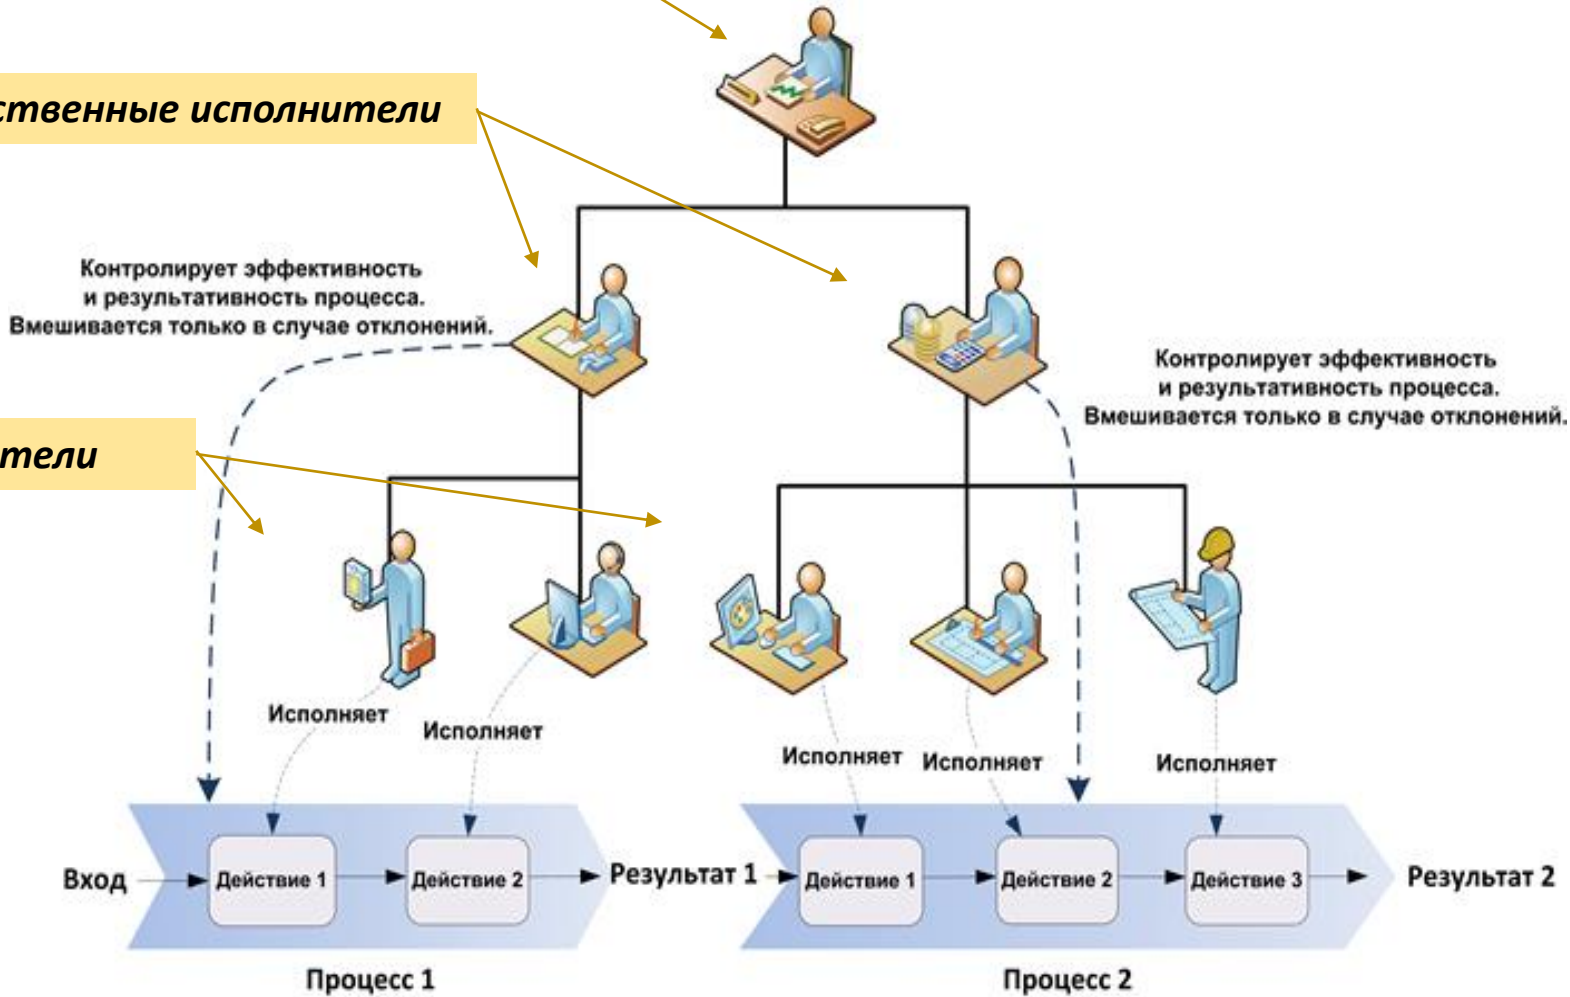 ственные исполнители
Контролирует эффективность
и результативность процесса.
Вмешивается только в случае отклонений.
Контролирует эффективность
и результативность процесса.
Вмешивается только в случае отклонений.
тели
Исполняет
Исполняет
Исполняет
Исполняет
Исполняет
Вход
Действие 1
Действие 2
Результат 1
Действие 1
Действие 2
Действие 3
Результат 2
Процесс 1
Процесс 2